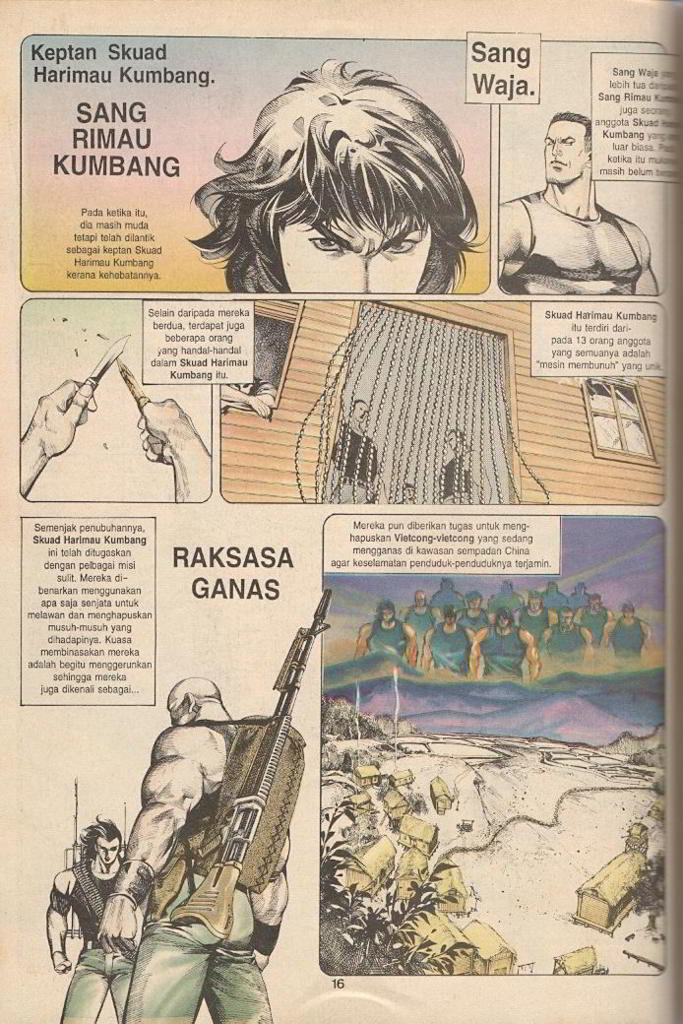 Keptan Skuad
Harimau Kumbang.
SANG
RIMAU
KUMBANG
Pada ketika itu,
dia masih muda
tetapi telah dilantik
sebagai keptan Skuad
Harimau Kumbang
kerana kehebatannya.
Sang
Waja.
Sang Waja
lebih tua
Sang Rimau
juga
anggota Skuad
Kumbang
luar biasa.
ketika itu
masih belum
Selain daripada mereka
berdua, terdapat juga
beberapa orang
yang handal-handal
dalam Skuad Harimau
Kumbang itu.
Skuad Harimau Kumbang
itu terdiri dari-
pada 13 orang anggota
yang semuanya adalah
"mesin membunuh" yang
Semenjak penubuhannya,
Skuad Harimau Kumbang
ini telah ditugaskan
dengan pelbagai misi
sulit. Mereka di-
benarkan menggunakan
apa saja senjata untuk
melawan dan menghapuskan
musuh-musuh yang
dihadapinya. Kuasa
membinasakan mereka
adalah begitu menggerunkan
sehingga mereka
juga dikenali sebagai...
RAKSASA
GANAS
Mereka pun diberikan tugas untuk meng-
hapuskan Vietcong-vietcong yang sedang
mengganas di kawasan sempadan China
agar keselamatan penduduk-penduduknya terjamin.
16